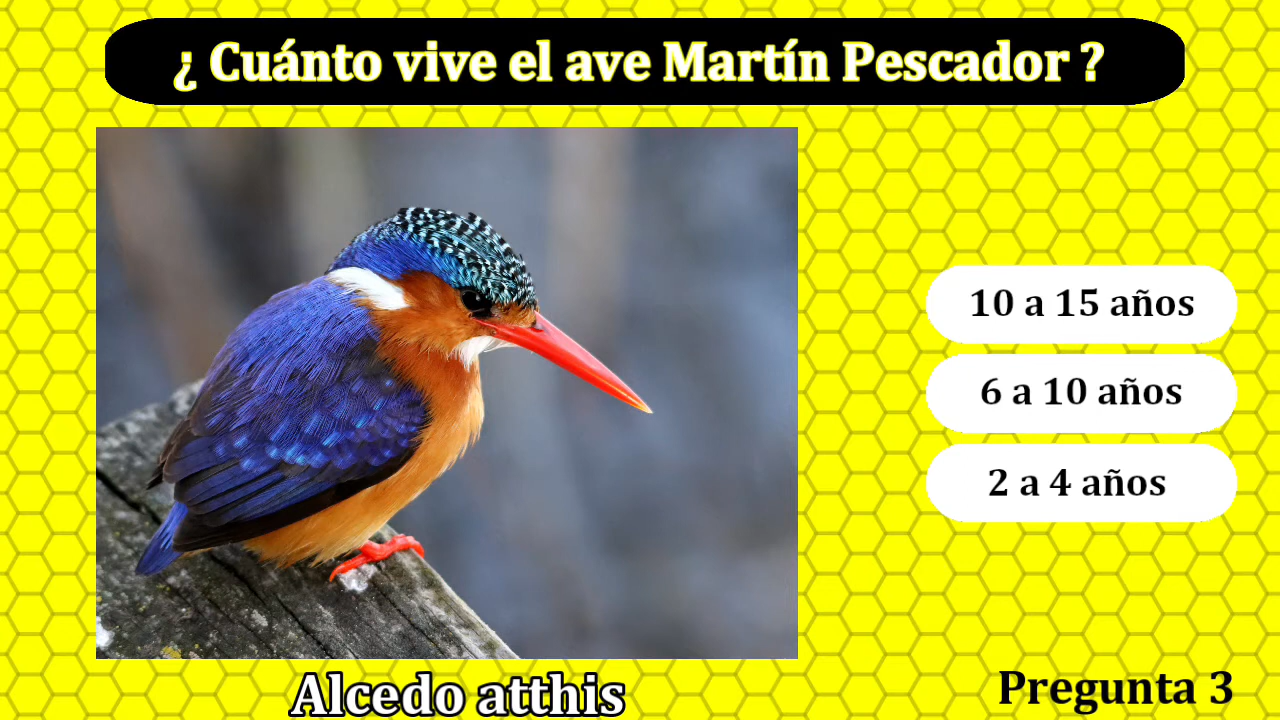 ¿ Cuánto vive el ave Martín Pescador ?
10 a 15 años
6 a 10 años
2 a 4 años
Alcedo atthis
Pregunta 3